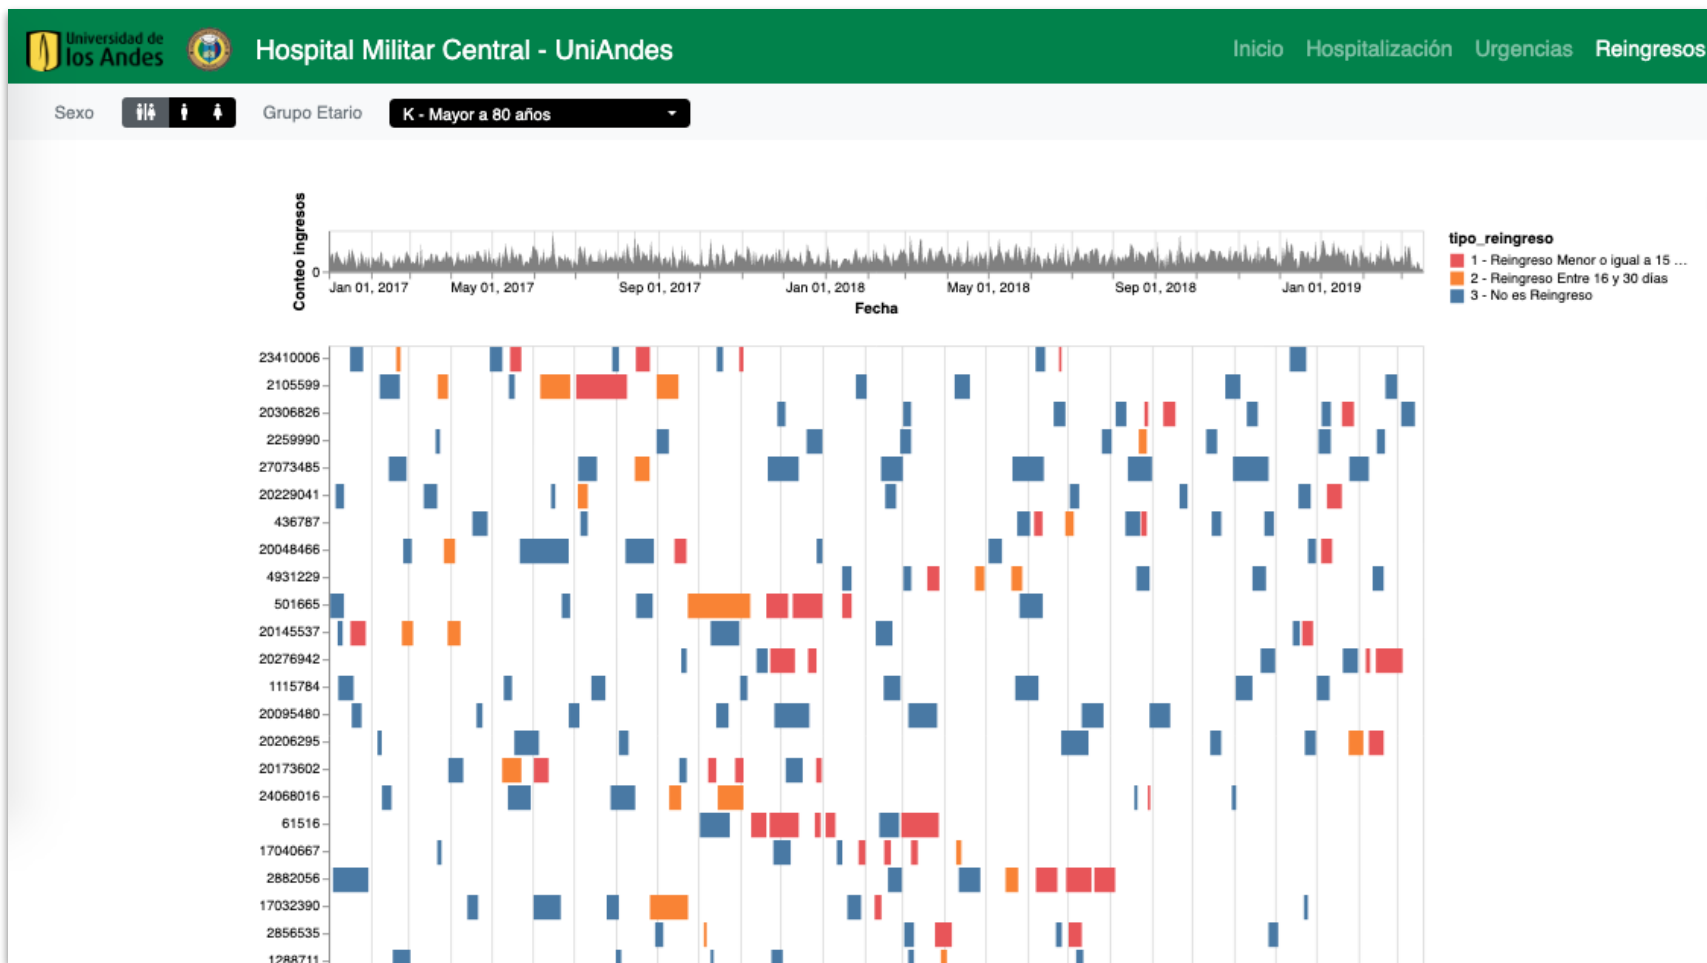 Universidad de
los Andes
Hospital Militar Central - UniAndes
Inicio Hospitalización Urgencias Reingresos
Sexo Grupo Etario K - Mayor a 80 años
Conteo ingresos
0
Jan 01, 2017 May 01, 2017 Sep 01, 2017 Jan 01, 2018 May 01, 2018 Sep 01, 2018 Jan 01, 2019
Fecha
tipo_reingreso
1 - Reingreso Menor o igual a 15 ...
2 - Reingreso Entre 16 y 30 días
3 - No es Reingreso
23410006
2105599
20306826
2259990
27073485
20229041
436787
20048466
4931229
501665
20145537
20276942
1115784
20095480
20206295
20173602
24068016
61516
17040667
2882056
17032390
2856535
1288711